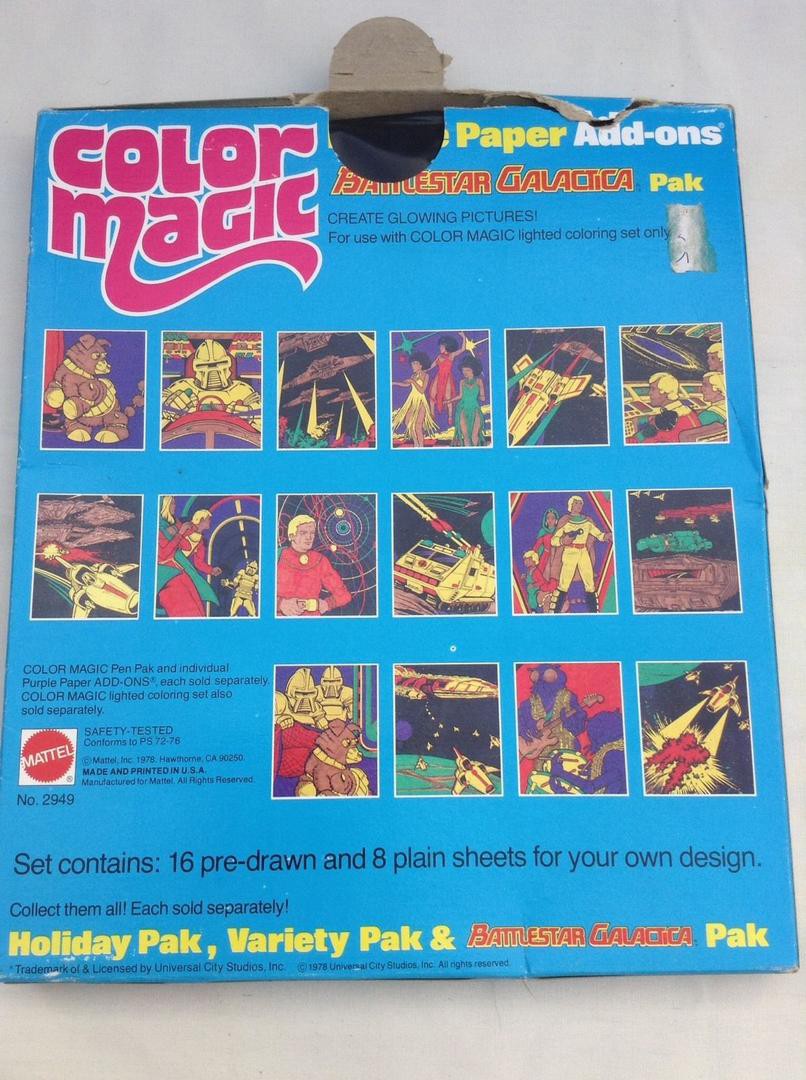 COLOR MAGIC
Paper Add-ons®
BATTLESTAR GALACTICA Pak
CREATE GLOWING PICTURES!
For use with COLOR MAGIC lighted coloring set only
COLOR MAGIC Pen Pak and individual
Purple Paper ADD-ONS®, each sold separately.
COLOR MAGIC lighted coloring set also
sold separately.
MATTEL®
SAFETY-TESTED
Conforms to PS 72-76
© Mattel, Inc. 1978. Hawthorne, CA 90250.
MADE AND PRINTED IN U.S.A.
Manufactured for Mattel. All Rights Reserved.
No. 2949
Set contains: 16 pre-drawn and 8 plain sheets for your own design.
Collect them all! Each sold separately!
Holiday Pak, Variety Pak & BATTLESTAR GALACTICA Pak
*Trademark of & Licensed by Universal City Studios, Inc. © 1978 Universal City Studios, Inc. All rights reserved.